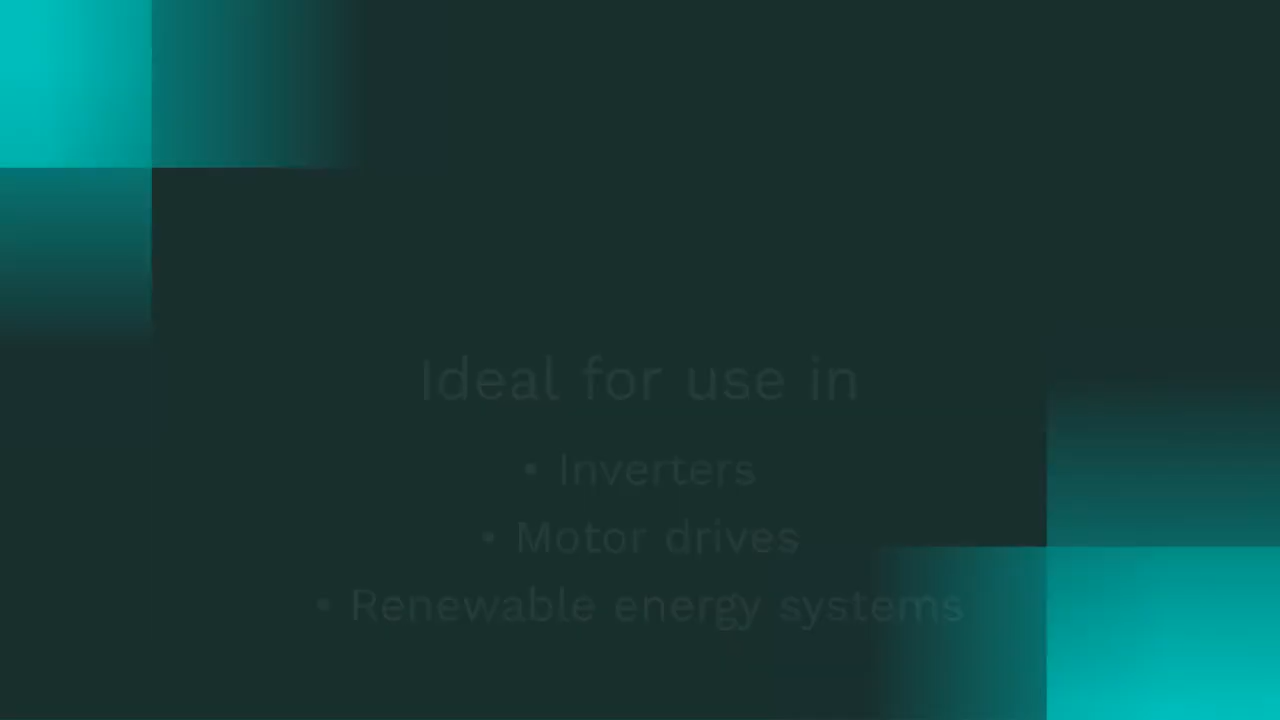 Ideal for use in
• Inverters
• Motor drives
• Renewable energy systems